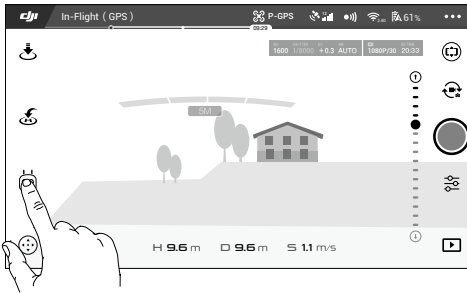 dji In-Flight ( GPS ) P-GPS 61%
09:29
1600 1/8000 +0.3 AUTO 1080P/30 20:33
5M
H 9.6 m D 9.6 m S 1.1 m/s